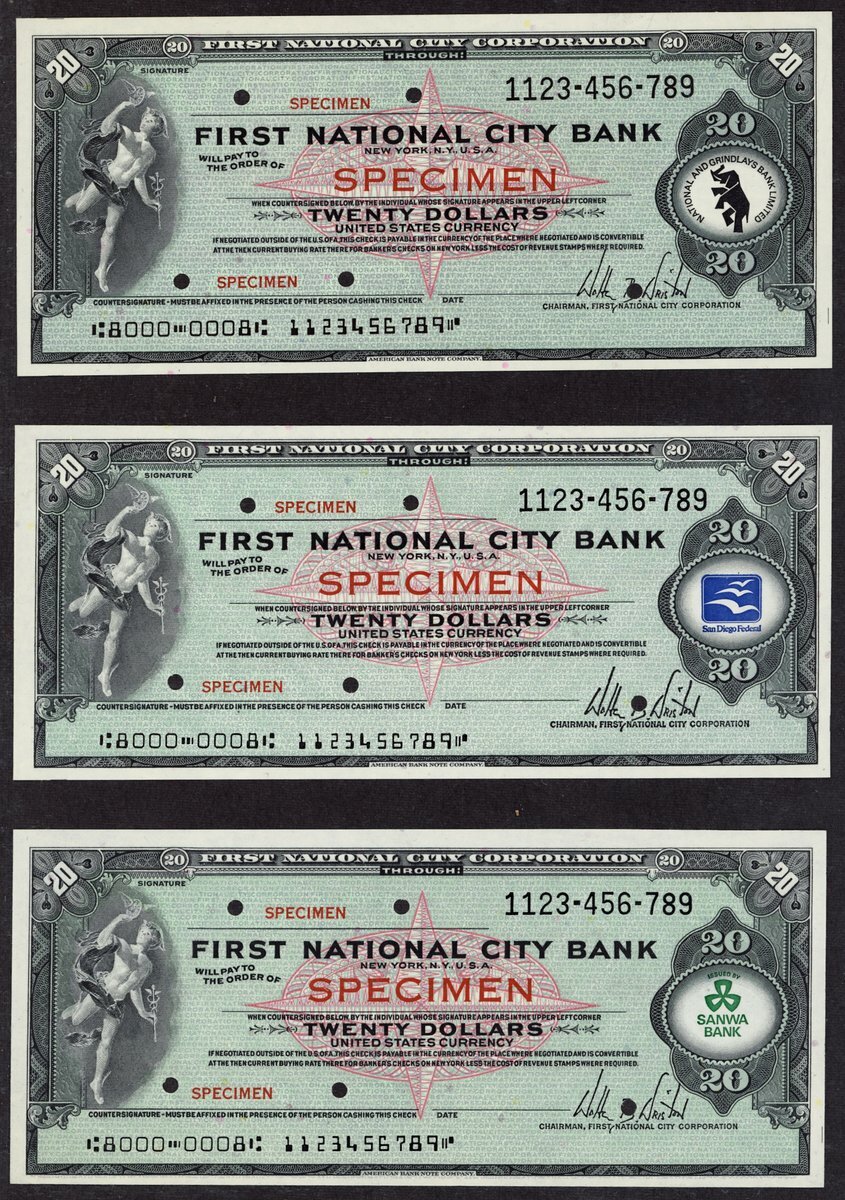 20 20 FIRST NATIONAL CITY CORPORATION 20 20
THROUGH:
SIGNATURE
1123-456-789
SPECIMEN
FIRST NATIONAL CITY BANK
NEW YORK, N.Y., U.S.A.
WILL PAY TO
THE ORDER OF
SPECIMEN
WHEN COUNTERSIGNED BELOW BY THE INDIVIDUAL WHOSE SIGNATURE APPEARS IN THE UPPER LEFT CORNER
TWENTY DOLLARS
UNITED STATES CURRENCY
IF NEGOTIATED OUTSIDE OF THE U.S. OF A. THIS CHECK IS PAYABLE IN THE CURRENCY OF THE PLACE WHERE NEGOTIATED AND IS CONVERTIBLE
AT THE THEN CURRENT BUYING RATE THERE FOR BANKER'S CHECKS ON NEW YORK LESS THE COST OF REVENUE STAMPS WHERE REQUIRED.
20
NATIONAL AND GRINDLAYS BANK LIMITED
20
SPECIMEN
Walter B Wriston
COUNTERSIGNATURE - MUST BE AFFIXED IN THE PRESENCE OF THE PERSON CASHING THIS CHECK DATE
CHAIRMAN, FIRST NATIONAL CITY CORPORATION
⑆8000⑉0008⑆ 1123456789⑈
AMERICAN BANK NOTE COMPANY.
20 20 FIRST NATIONAL CITY CORPORATION 20 20
THROUGH:
SIGNATURE
1123-456-789
SPECIMEN
FIRST NATIONAL CITY BANK
NEW YORK, N.Y., U.S.A.
WILL PAY TO
THE ORDER OF
SPECIMEN
WHEN COUNTERSIGNED BELOW BY THE INDIVIDUAL WHOSE SIGNATURE APPEARS IN THE UPPER LEFT CORNER
TWENTY DOLLARS
UNITED STATES CURRENCY
IF NEGOTIATED OUTSIDE OF THE U.S. OF A. THIS CHECK IS PAYABLE IN THE CURRENCY OF THE PLACE WHERE NEGOTIATED AND IS CONVERTIBLE
AT THE THEN CURRENT BUYING RATE THERE FOR BANKER'S CHECKS ON NEW YORK LESS THE COST OF REVENUE STAMPS WHERE REQUIRED.
20
San Diego Federal
20
SPECIMEN
Walter B Wriston
COUNTERSIGNATURE - MUST BE AFFIXED IN THE PRESENCE OF THE PERSON CASHING THIS CHECK DATE
CHAIRMAN, FIRST NATIONAL CITY CORPORATION
⑆8000⑉0008⑆ 1123456789⑈
AMERICAN BANK NOTE COMPANY.
20 20 FIRST NATIONAL CITY CORPORATION 20 20
THROUGH:
SIGNATURE
1123-456-789
SPECIMEN
FIRST NATIONAL CITY BANK
NEW YORK, N.Y., U.S.A.
WILL PAY TO
THE ORDER OF
SPECIMEN
WHEN COUNTERSIGNED BELOW BY THE INDIVIDUAL WHOSE SIGNATURE APPEARS IN THE UPPER LEFT CORNER
TWENTY DOLLARS
UNITED STATES CURRENCY
IF NEGOTIATED OUTSIDE OF THE U.S. OF A. THIS CHECK IS PAYABLE IN THE CURRENCY OF THE PLACE WHERE NEGOTIATED AND IS CONVERTIBLE
AT THE THEN CURRENT BUYING RATE THERE FOR BANKER'S CHECKS ON NEW YORK LESS THE COST OF REVENUE STAMPS WHERE REQUIRED.
20
ISSUED BY
SANWA
BANK
20
SPECIMEN
Walter B Wriston
COUNTERSIGNATURE - MUST BE AFFIXED IN THE PRESENCE OF THE PERSON CASHING THIS CHECK DATE
CHAIRMAN, FIRST NATIONAL CITY CORPORATION
⑆8000⑉0008⑆ 1123456789⑈
AMERICAN BANK NOTE COMPANY.